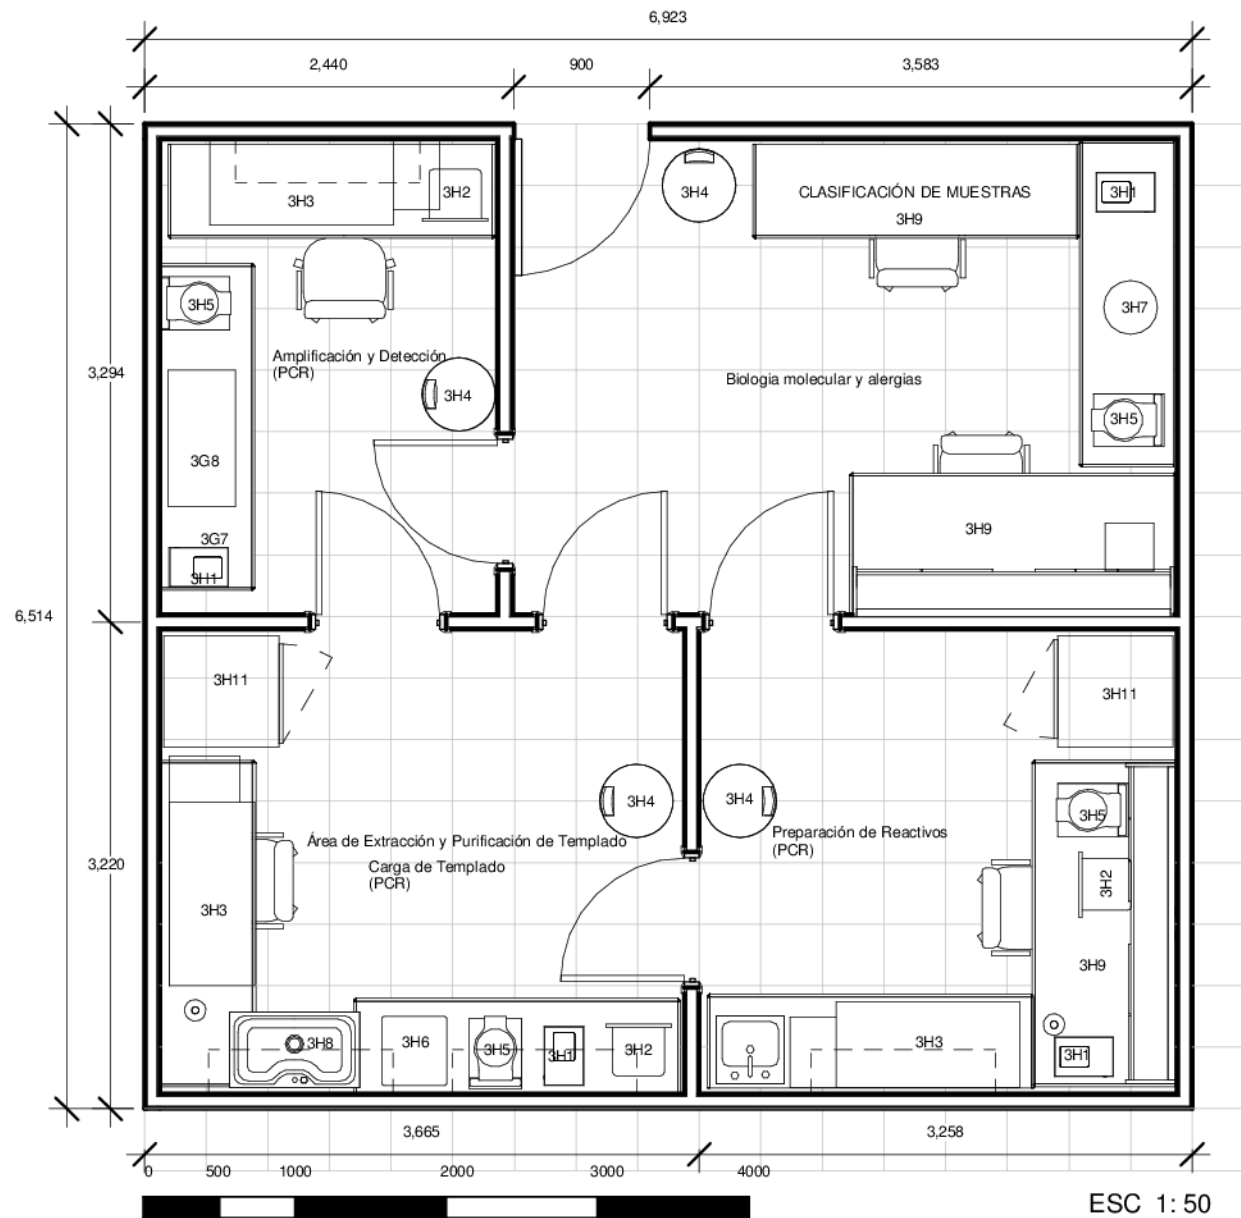 6,923
2,440
900
3,583
3H3
3H2
3H4
CLASIFICACIÓN DE MUESTRAS
3H9
3H1
3H5
3H7
Amplificación y Detección
(PCR)
3,294
3H4
Biologia molecular y alergias
3H5
3G8
3G7
3H1
3H9
6,514
3H11
3H11
3H4
3H4
3H5
Área de Extracción y Purificación de Templado
Carga de Templado
(PCR)
Preparación de Reactivos
(PCR)
3,220
3H2
3H3
3H9
3H8
3H6
3H5
3H1
3H2
3H3
3H1
3,665
3,258
0 500 1000 2000 3000 4000
ESC 1:50